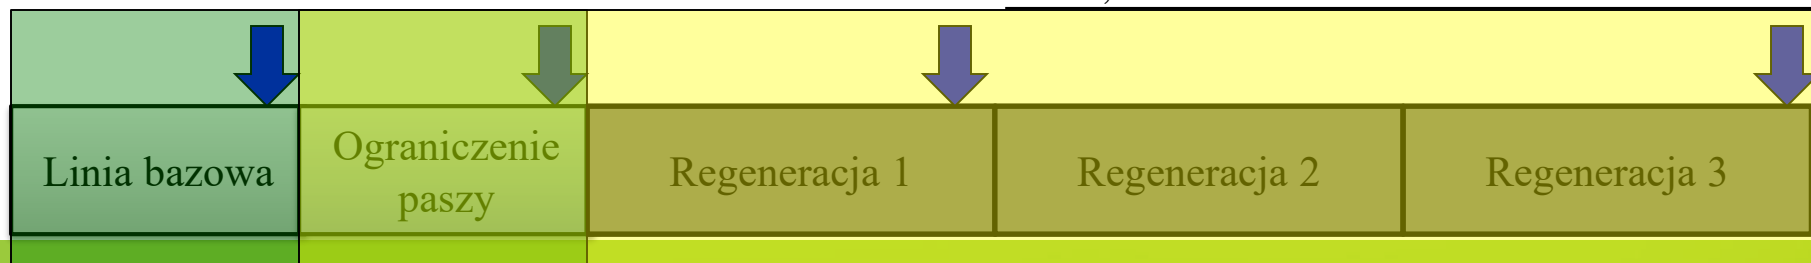 Linia bazowa
Ograniczenie
paszy
Regeneracja 1
Regeneracja 2
Regeneracja 3